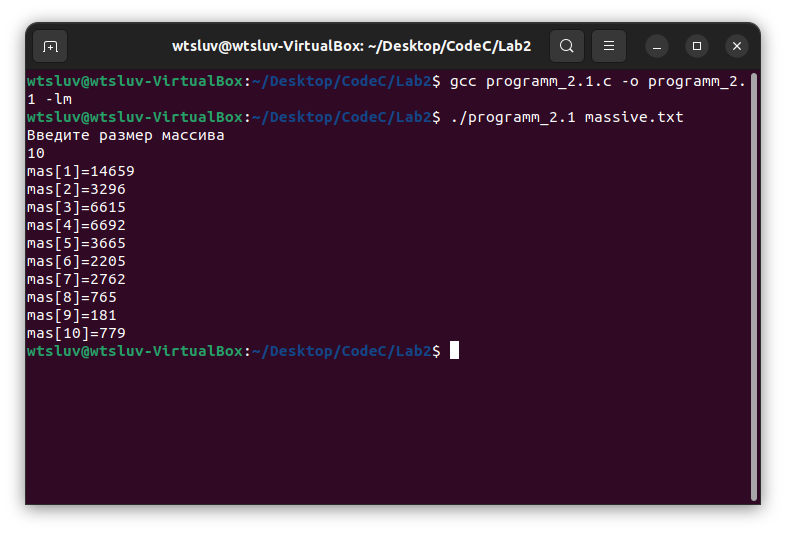 wtsluv@wtsluv-VirtualBox: ~/Desktop/CodeC/Lab2
wtsluv@wtsluv-VirtualBox:~/Desktop/CodeC/Lab2$ gcc programm_2.1.c -o programm_2.
1 -lm
wtsluv@wtsluv-VirtualBox:~/Desktop/CodeC/Lab2$ ./programm_2.1 massive.txt
Введите размер массива
10
mas[1]=14659
mas[2]=3296
mas[3]=6615
mas[4]=6692
mas[5]=3665
mas[6]=2205
mas[7]=2762
mas[8]=765
mas[9]=181
mas[10]=779
wtsluv@wtsluv-VirtualBox:~/Desktop/CodeC/Lab2$